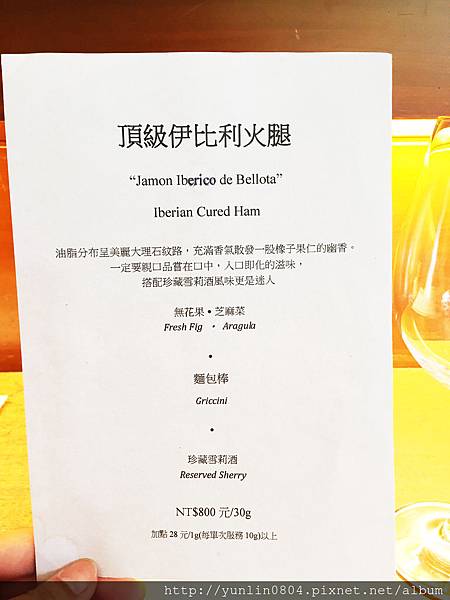 頂級伊比利火腿
“Jamon Iberico de Bellota”
Iberian Cured Ham
油脂分布呈美麗大理石紋路，充滿香氣散發一股橡子果仁的幽香。
一定要親口品嘗在口中，入口即化的滋味，
搭配珍藏雪莉酒風味更是迷人
無花果•芝麻菜
Fresh Fig • Aragula
•
麵包棒
Griccini
•
珍藏雪莉酒
Reserved Sherry
NT$800 元/30g
加點 28 元/1g(每單次服務 10g)以上
http://yunlin0804.pixnet.net/album